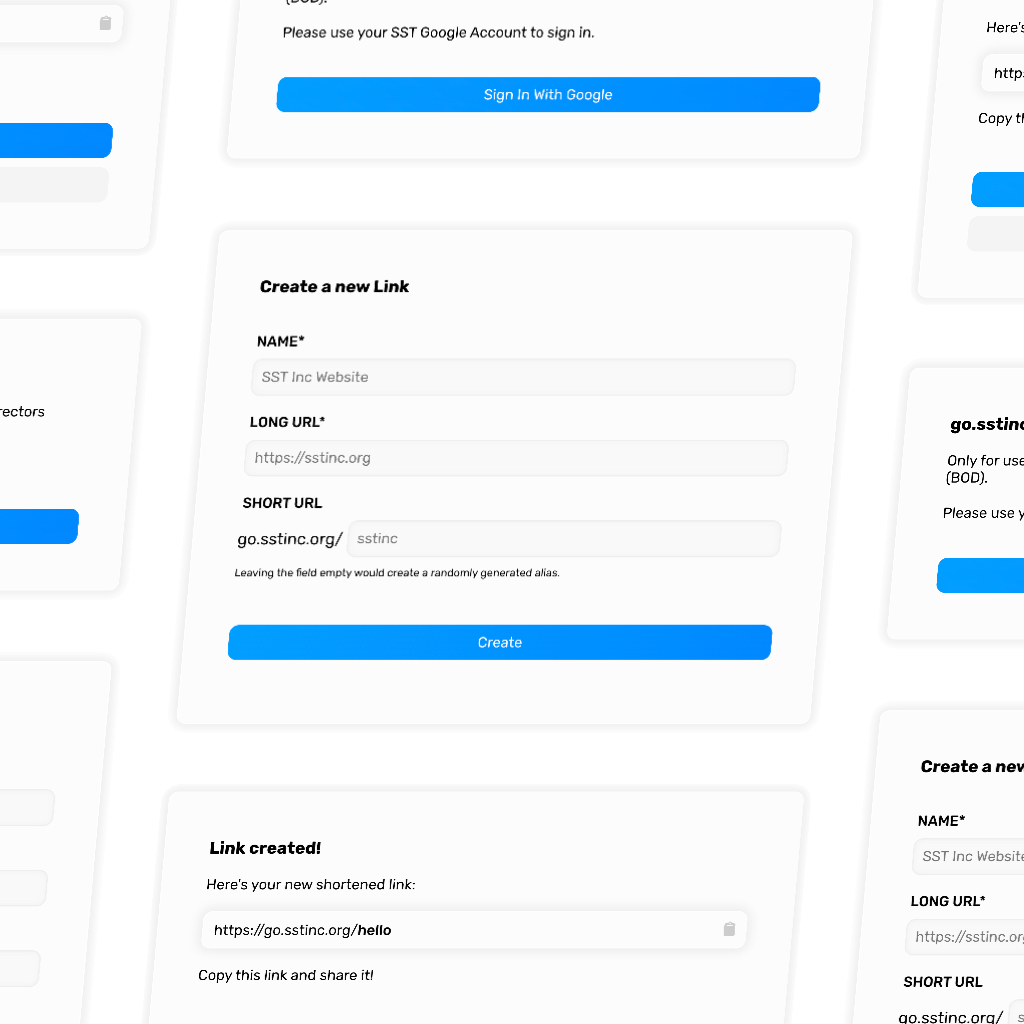 (BOD).
Please use your SST Google Account to sign in.
Sign In With Google
Create a new Link
NAME*
SST Inc Website
LONG URL*
https://sstinc.org
SHORT URL
go.sstinc.org/
sstinc
Leaving the field empty would create a randomly generated alias.
Create
Link created!
Here's your new shortened link:
https://go.sstinc.org/hello
Copy this link and share it!
Here's
Copy
go.sstinc
Only for use
(BOD).
Please use
Create a new
NAME*
SST Inc Website
LONG URL*
https://sstinc.org
SHORT URL
go.sstinc.org/